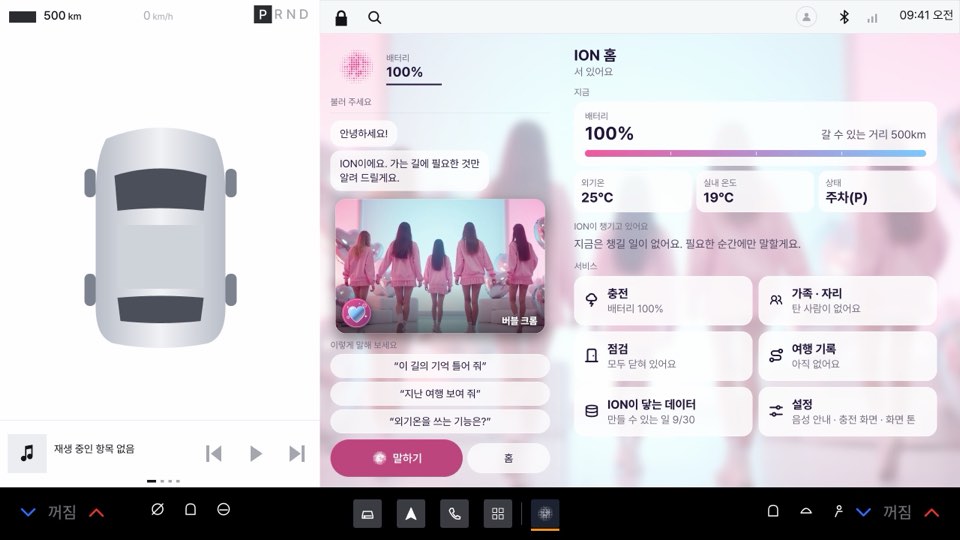 500 km
0 km/h
P R N D
09:41 오전
배터리
100%
불러 주세요
안녕하세요!
ION이에요. 가는 길에 필요한 것만
알려 드릴게요.
버블 크롬
이렇게 말해 보세요
“이 길의 기억 틀어 줘”
“지난 여행 보여 줘”
“외기온을 쓰는 기능은?”
말하기
홈
ION 홈
서 있어요
지금
배터리
100%
갈 수 있는 거리 500km
외기온
25°C
실내 온도
19°C
상태
주차(P)
ION이 챙기고 있어요
지금은 챙길 일이 없어요. 필요한 순간에만 말할게요.
서비스
충전
배터리 100%
가족 · 자리
탄 사람이 없어요
점검
모두 닫혀 있어요
여행 기록
아직 없어요
ION이 닿는 데이터
만들 수 있는 일 9/30
설정
음성 안내 · 충전 화면 · 화면 톤
재생 중인 항목 없음
꺼짐
꺼짐